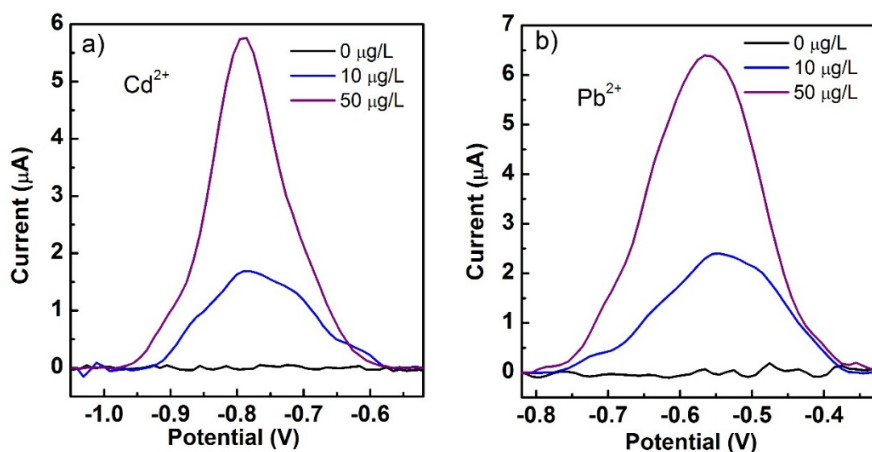 a)
Cd²⁺
0 μg/L
10 μg/L
50 μg/L
Current (μA)
6
5
4
3
2
1
0
-1.0 -0.9 -0.8 -0.7 -0.6
Potential (V)
b)
Pb²⁺
0 μg/L
10 μg/L
50 μg/L
Current (μA)
7
6
5
4
3
2
1
0
-0.8 -0.7 -0.6 -0.5 -0.4
Potential (V)